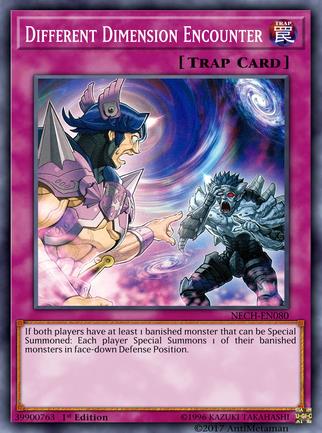 DIFFERENT DIMENSION ENCOUNTER
TRAP
罠
[TRAP CARD]
NECH-EN080
If both players have at least 1 banished monster that can be Special
Summoned: Each player Special Summons 1 of their banished
monsters in face-down Defense Position.
39900763 1st Edition ©1996 KAZUKI TAKAHASHI
©2017 AntiMetaman